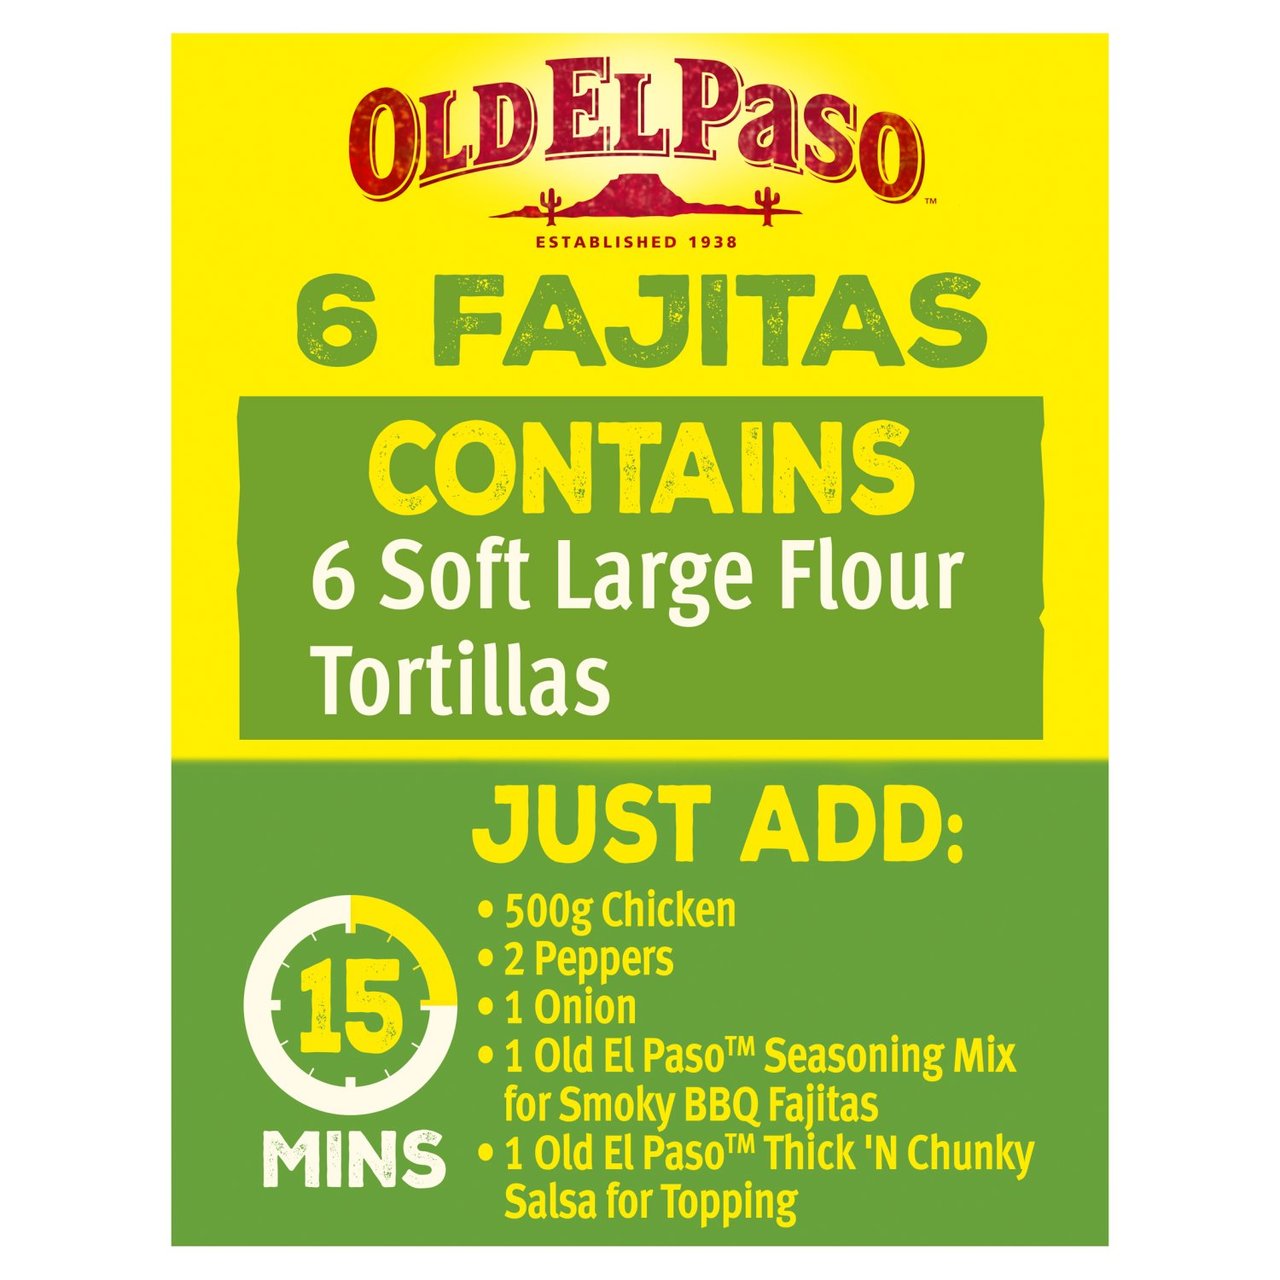 OLD EL PASO™
ESTABLISHED 1938
6 FAJITAS
CONTAINS
6 Soft Large Flour
Tortillas
JUST ADD:
• 500g Chicken
• 2 Peppers
• 1 Onion
• 1 Old El Paso™ Seasoning Mix
for Smoky BBQ Fajitas
• 1 Old El Paso™ Thick 'N Chunky
Salsa for Topping
15
MINS